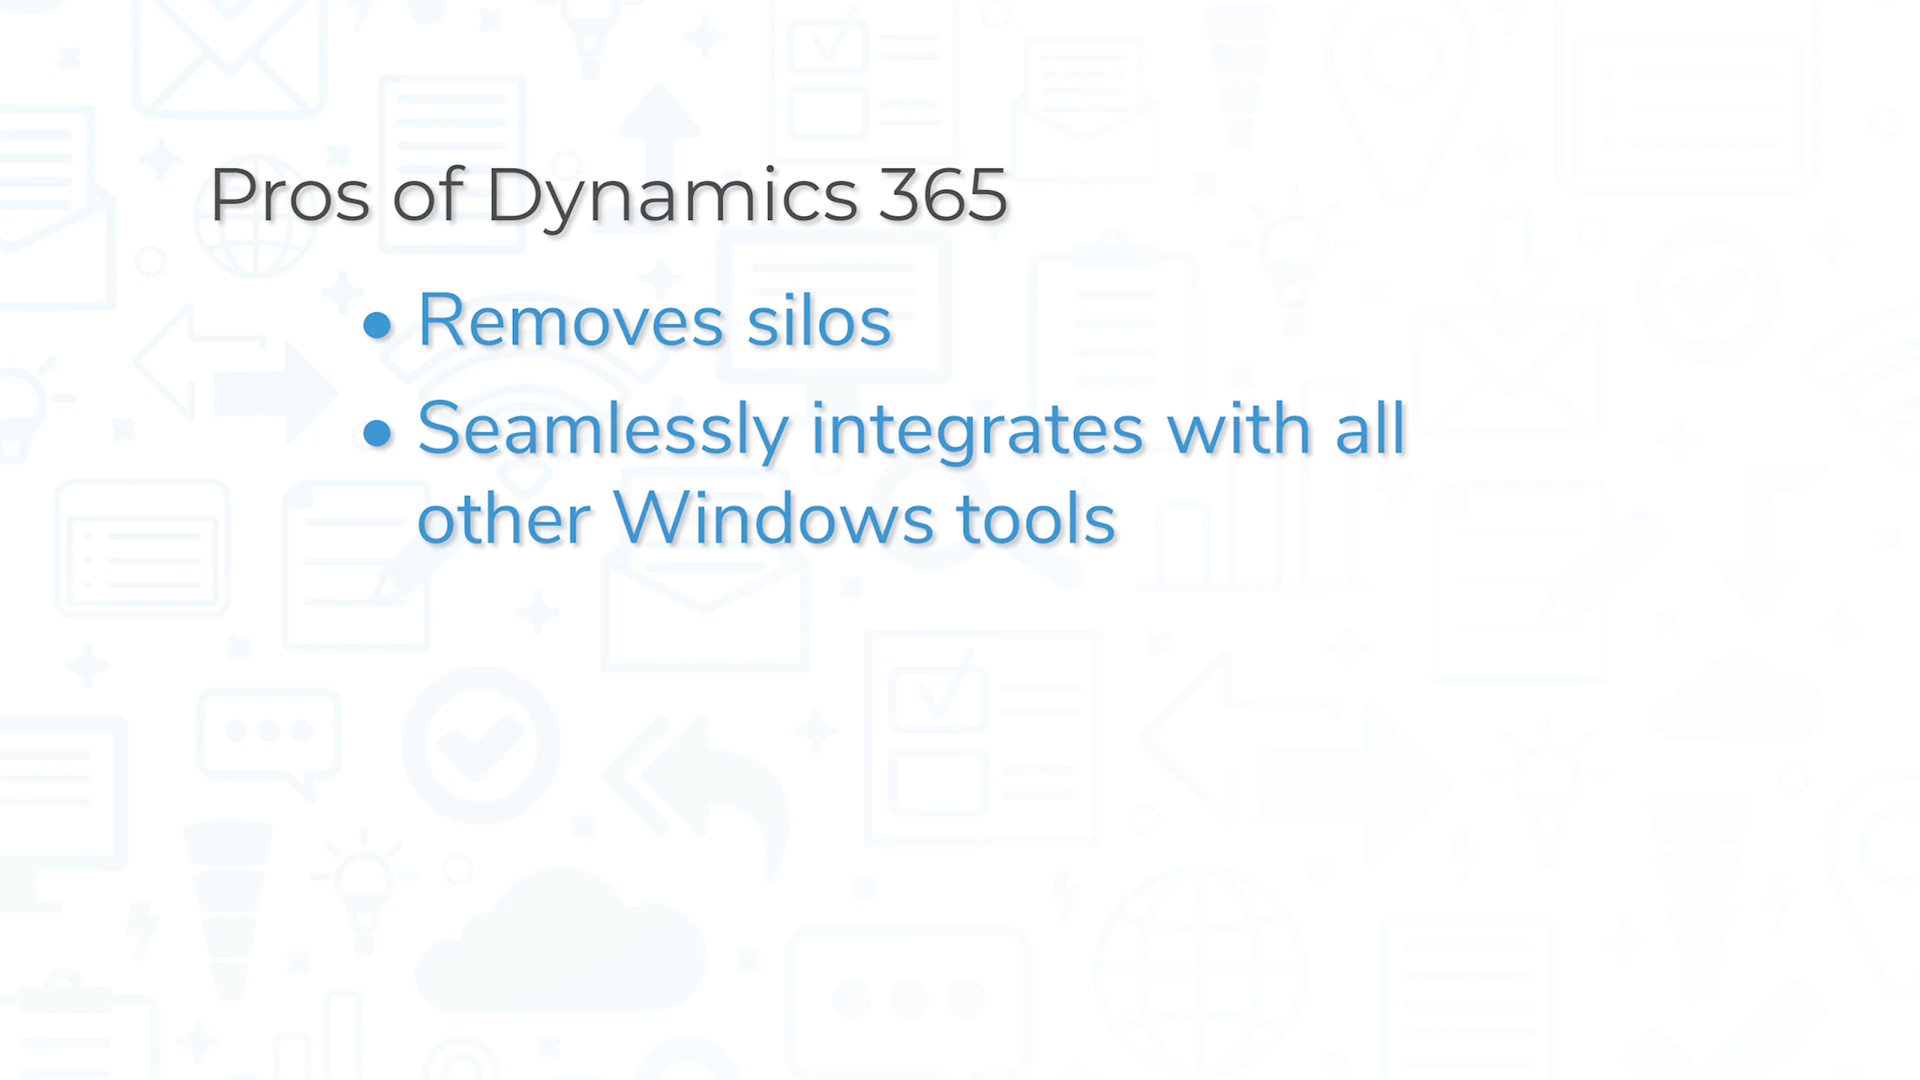 Pros of Dynamics 365
• Removes silos
• Seamlessly integrates with all
other Windows tools